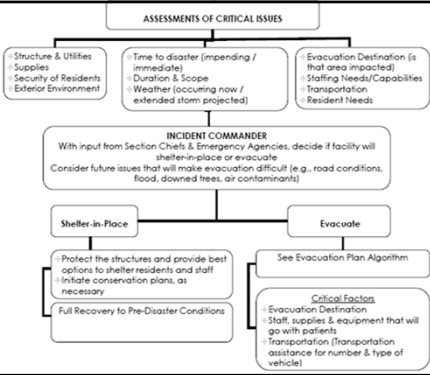 ASSESSMENTS OF CRITICAL ISSUES
Structure & Utilities
Supplies
Security of Residents
Exterior Environment
Time to disaster (impending /
immediate)
Duration & Scope
Weather (occurring now /
extended storm projected)
Evacuation Destination (is
that area impacted)
Staffing Needs/Capabilities
Transportation
Resident Needs
INCIDENT COMMANDER
With input from Section Chiefs & Emergency Agencies, decide if facility will
shelter-in-place or evacuate
Consider future issues that will make evacuation difficult (e.g., road conditions,
flood, downed trees, air contaminants)
Shelter-in-Place
Evacuate
Protect the structures and provide best
options to shelter residents and staff
Initiate conservation plans, as
necessary
Full Recovery to Pre-Disaster Conditions
See Evacuation Plan Algorithm
Critical Factors
Evacuation Destination
Staff, supplies & equipment that will
go with patients
Transportation (Transportation
assistance for number & type of
vehicle)